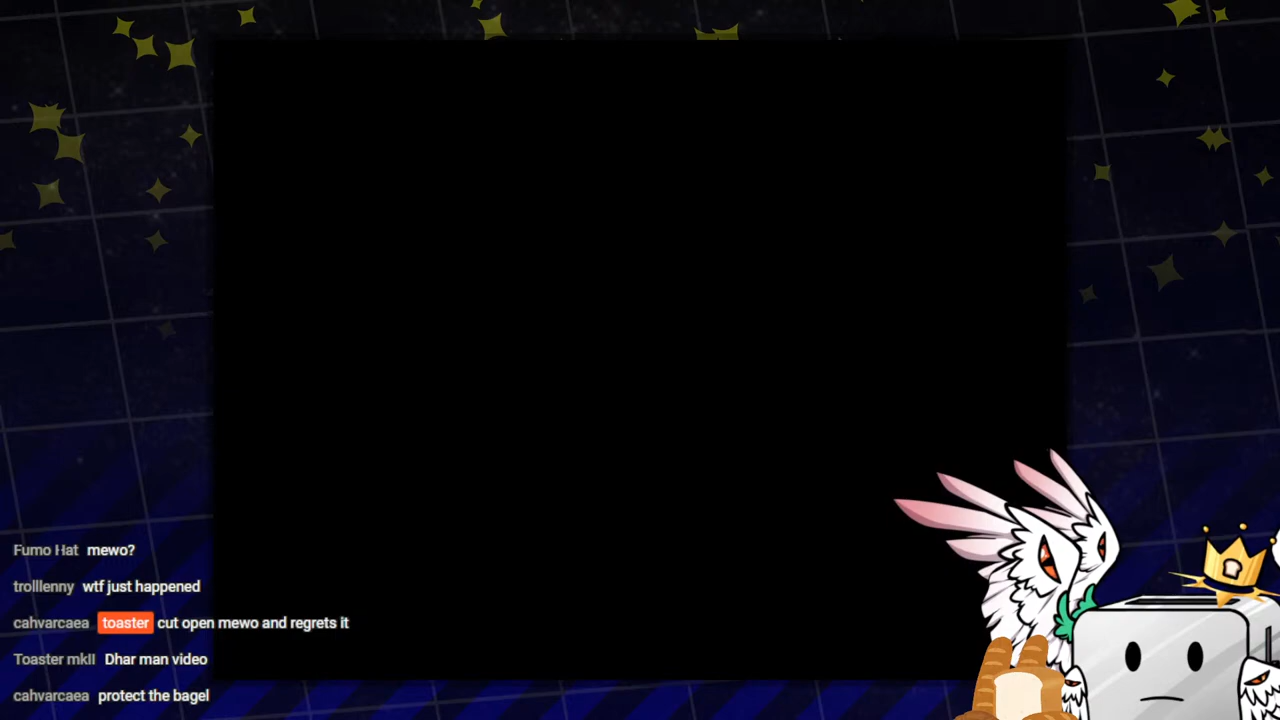 Fumo Hat mewo?
trolllenny wtf just happened
cahvarcaea toaster cut open mewo and regrets it
Toaster mkII Dhar man video
cahvarcaea protect the bagel